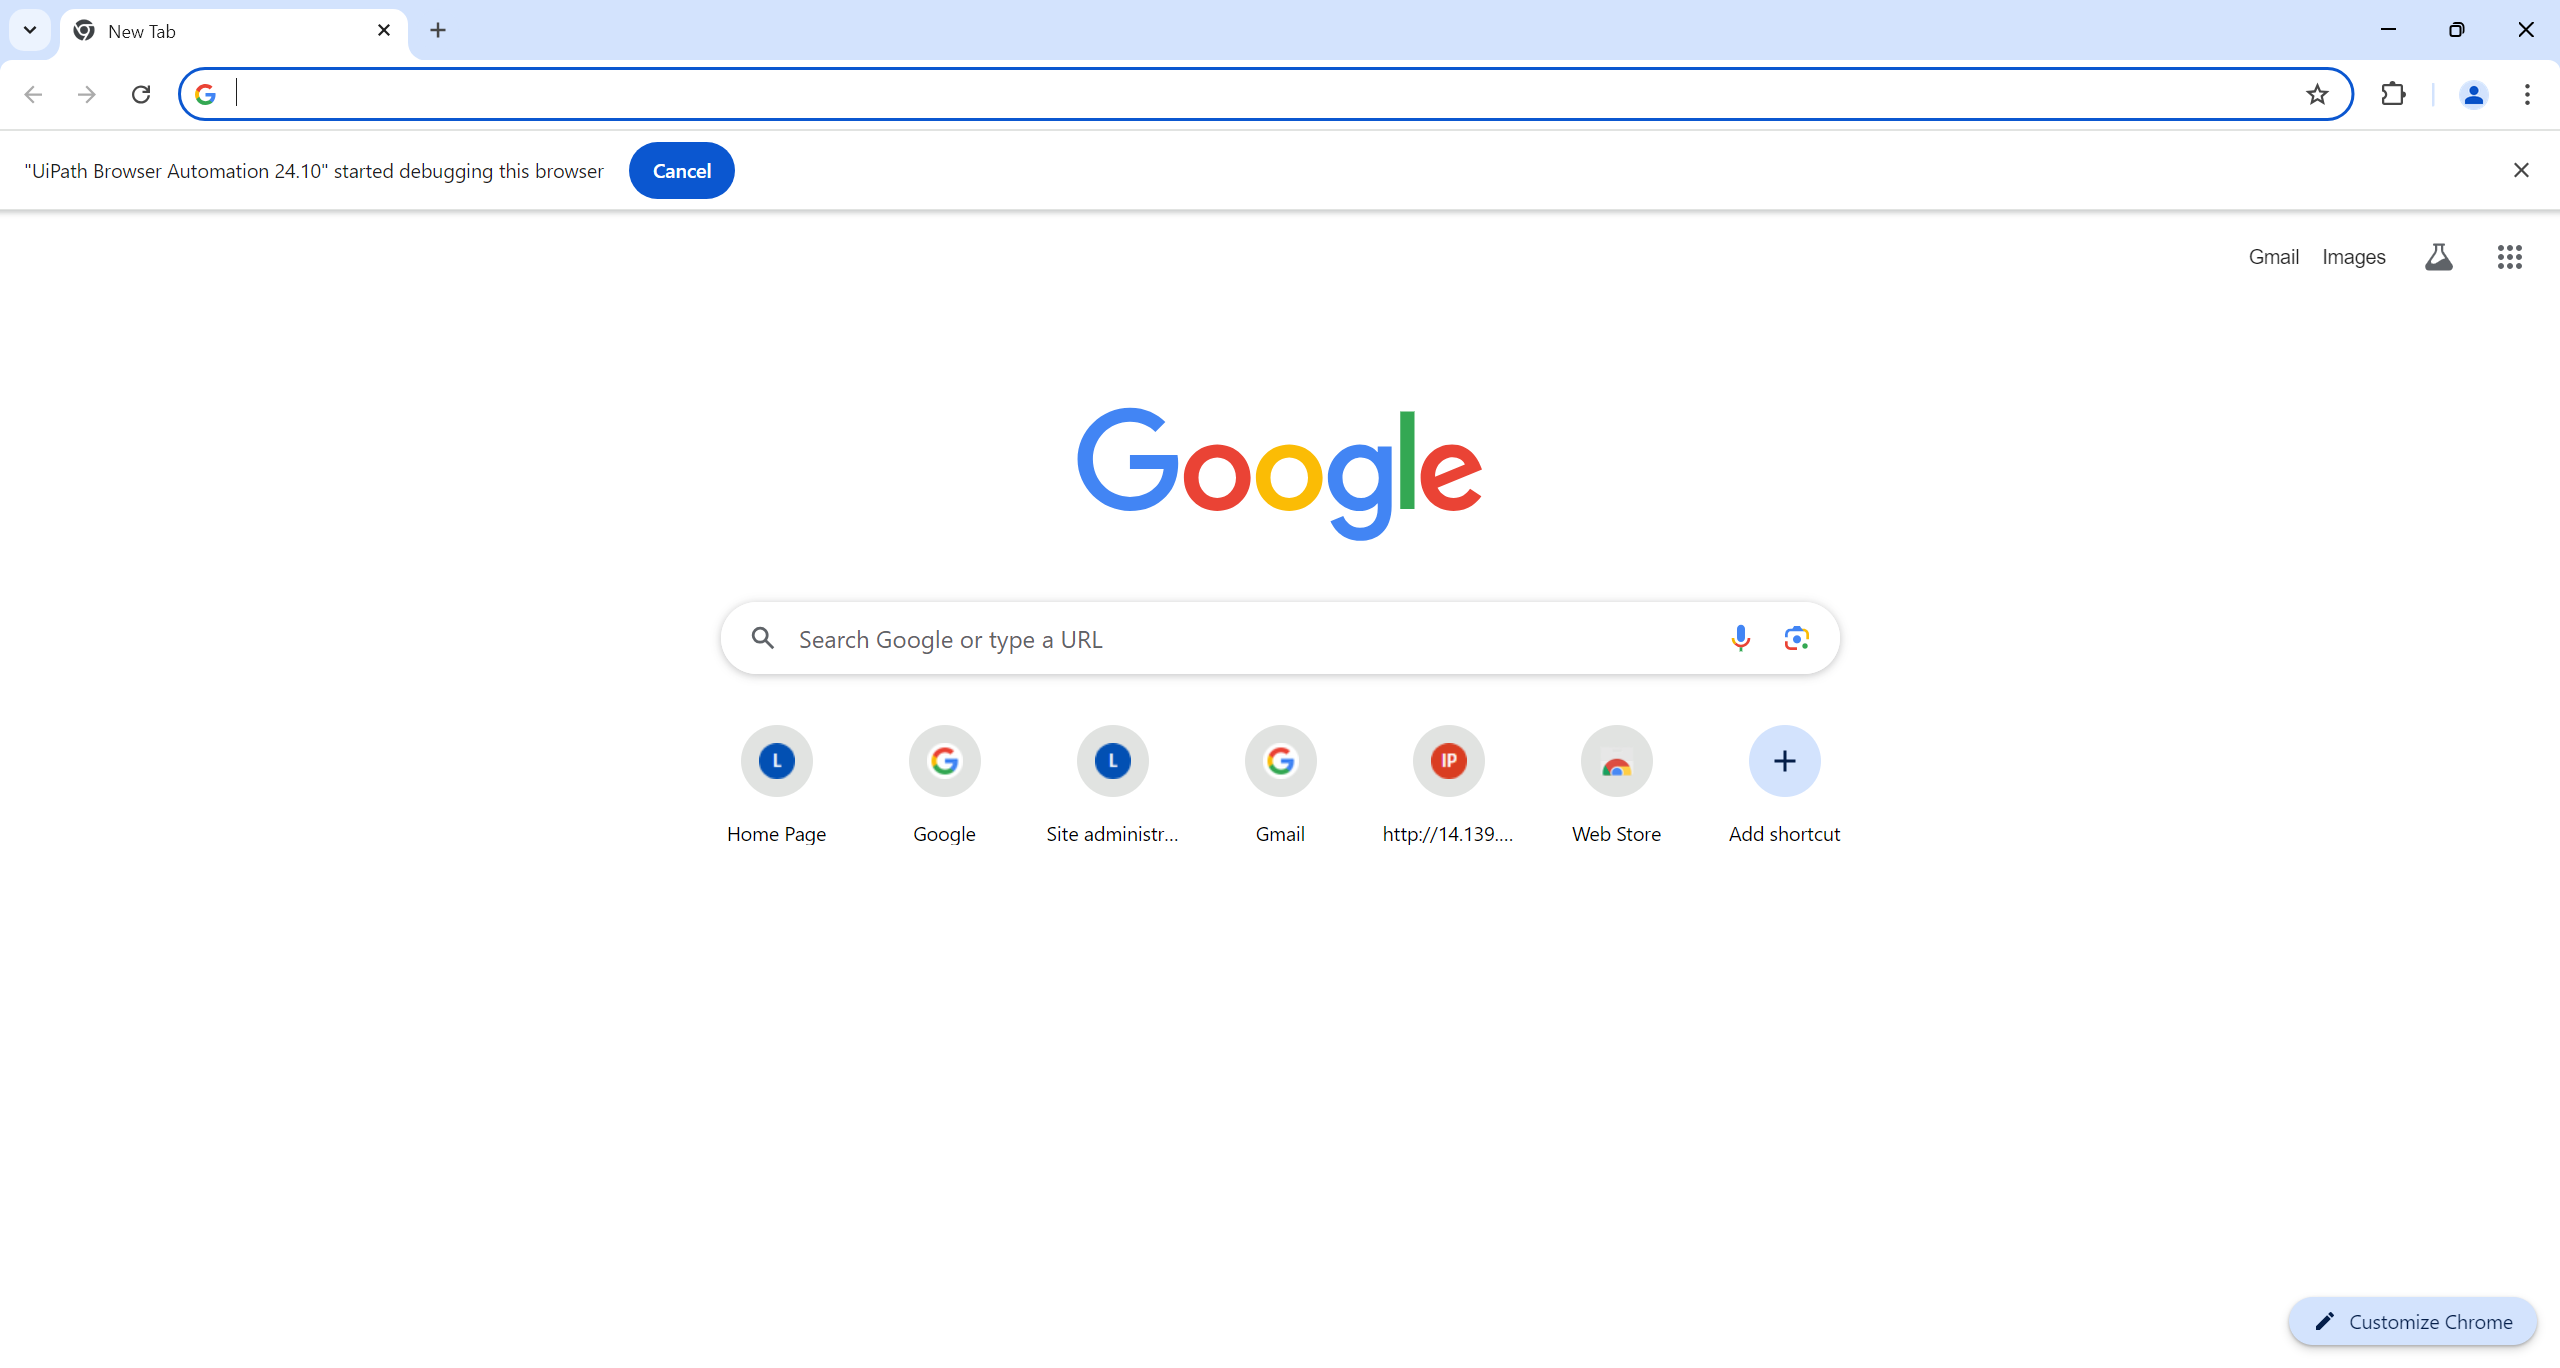 New Tab
"UiPath Browser Automation 24.10" started debugging this browser Cancel
Gmail Images
Google
Search Google or type a URL
L L IP
Home Page Google Site administr... Gmail http://14.139.... Web Store Add shortcut
Customize Chrome